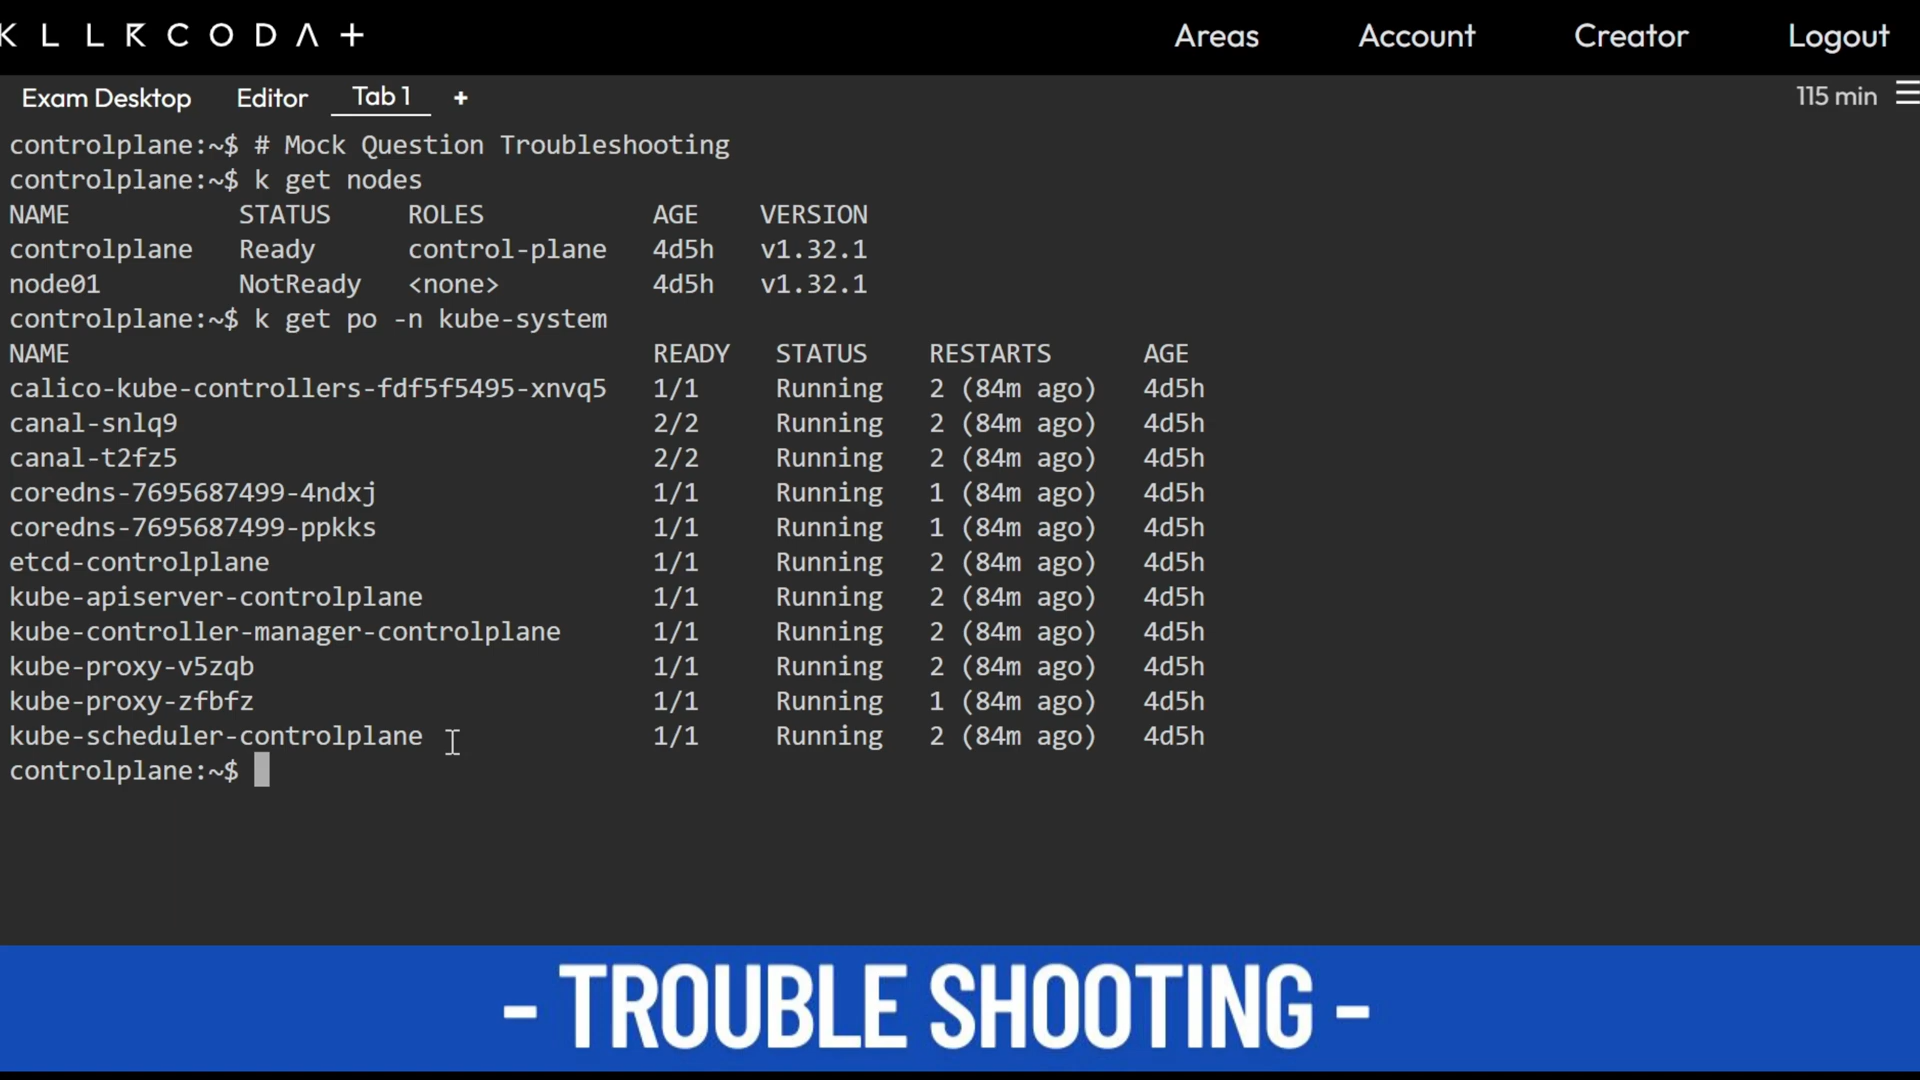 KLLRCODA+
Areas Account Creator Logout
Exam Desktop Editor Tab 1 + 115 min
controlplane:~$ # Mock Question Troubleshooting
controlplane:~$ k get nodes
NAME STATUS ROLES AGE VERSION
controlplane Ready control-plane 4d5h v1.32.1
node01 NotReady <none> 4d5h v1.32.1
controlplane:~$ k get po -n kube-system
NAME READY STATUS RESTARTS AGE
calico-kube-controllers-fdf5f5495-xnvq5 1/1 Running 2 (84m ago) 4d5h
canal-snlq9 2/2 Running 2 (84m ago) 4d5h
canal-t2fz5 2/2 Running 2 (84m ago) 4d5h
coredns-7695687499-4ndxj 1/1 Running 1 (84m ago) 4d5h
coredns-7695687499-ppkks 1/1 Running 1 (84m ago) 4d5h
etcd-controlplane 1/1 Running 2 (84m ago) 4d5h
kube-apiserver-controlplane 1/1 Running 2 (84m ago) 4d5h
kube-controller-manager-controlplane 1/1 Running 2 (84m ago) 4d5h
kube-proxy-v5zqb 1/1 Running 2 (84m ago) 4d5h
kube-proxy-zfbfz 1/1 Running 1 (84m ago) 4d5h
kube-scheduler-controlplane 1/1 Running 2 (84m ago) 4d5h
controlplane:~$
- TROUBLE SHOOTING -